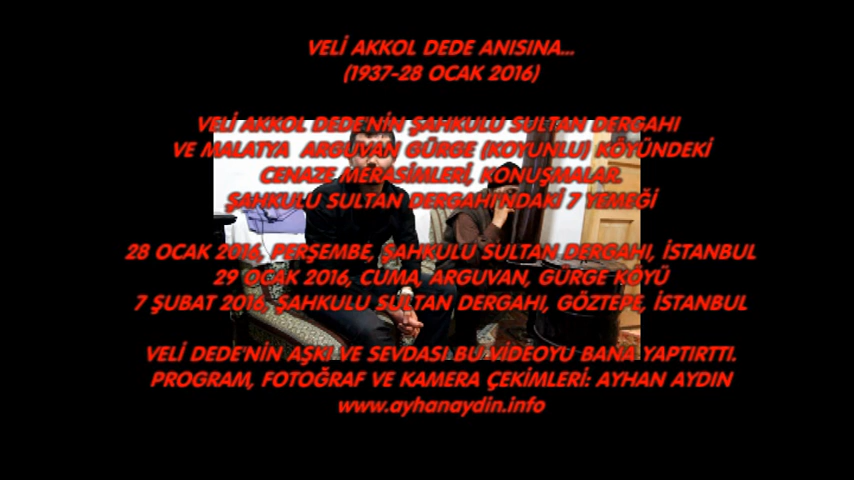 VELİ AKKOL DEDE ANISINA...
(1937-28 OCAK 2016)
VELİ AKKOL DEDE'NİN ŞAHKULU SULTAN DERGAHI
VE MALATYA ARGUVAN GÜRGE (KOYUNLU) KÖYÜNDEKİ
CENAZE MERASİMLERİ, KONUŞMALAR.
ŞAHKULU SULTAN DERGAHI'NDAKİ 7 YEMEĞİ
28 OCAK 2016, PERŞEMBE, ŞAHKULU SULTAN DERGAHI, İSTANBUL
29 OCAK 2016, CUMA, ARGUVAN, GÜRGE KÖYÜ
7 ŞUBAT 2016, ŞAHKULU SULTAN DERGAHI, GÖZTEPE, İSTANBUL
VELİ DEDE'NİN AŞKI VE SEVDASI BU VİDEOYU BANA YAPTIRTTI.
PROGRAM, FOTOĞRAF VE KAMERA ÇEKİMLERİ: AYHAN AYDIN
www.ayhanaydin.info